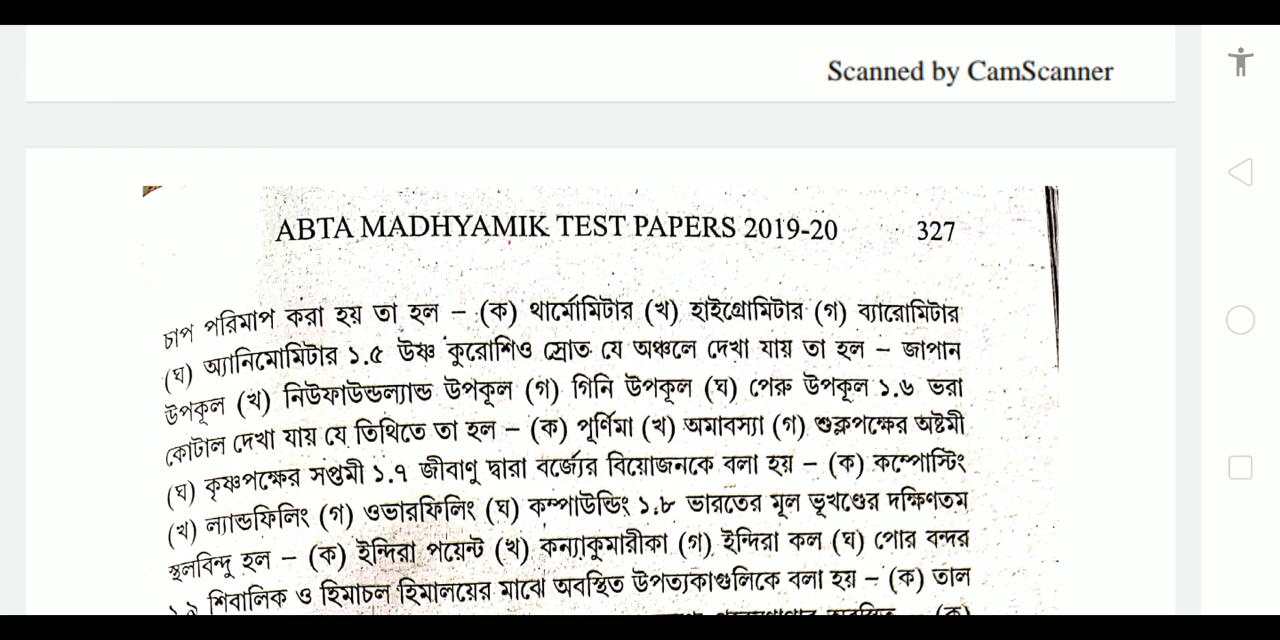 Scanned by CamScanner
ABTA MADHYAMIK TEST PAPERS 2019-20 327
চাপ পরিমাপ করা হয় তা হল – (ক) থার্মোমিটার (খ) হাইগ্রোমিটার (গ) ব্যারোমিটার
(ঘ) অ্যানিমোমিটার ১.৫ উষ্ণ কুরোশিও স্রোত যে অঞ্চলে দেখা যায় তা হল – জাপান
উপকূল (খ) নিউফাউন্ডল্যান্ড উপকূল (গ) গিনি উপকূল (ঘ) পেরু উপকূল ১.৬ ভরা
কোটাল দেখা যায় যে তিথিতে তা হল – (ক) পূর্ণিমা (খ) অমাবস্যা (গ) শুক্লপক্ষের অষ্টমী
(ঘ) কৃষ্ণপক্ষের সপ্তমী ১.৭ জীবাণু দ্বারা বর্জ্যের বিয়োজনকে বলা হয় – (ক) কম্পোস্টিং
(খ) ল্যান্ডফিলিং (গ) ওভারফিলিং (ঘ) কম্পাউন্ডিং ১.৮ ভারতের মূল ভূখণ্ডের দক্ষিণতম
স্থলবিন্দু হল – (ক) ইন্দিরা পয়েন্ট (খ) কন্যাকুমারীকা (গ) ইন্দিরা কল (ঘ) পোর বন্দর
১.৯ শিবালিক ও হিমাচল হিমালয়ের মাঝে অবস্থিত উপত্যকাগুলিকে বলা হয় – (ক) তাল